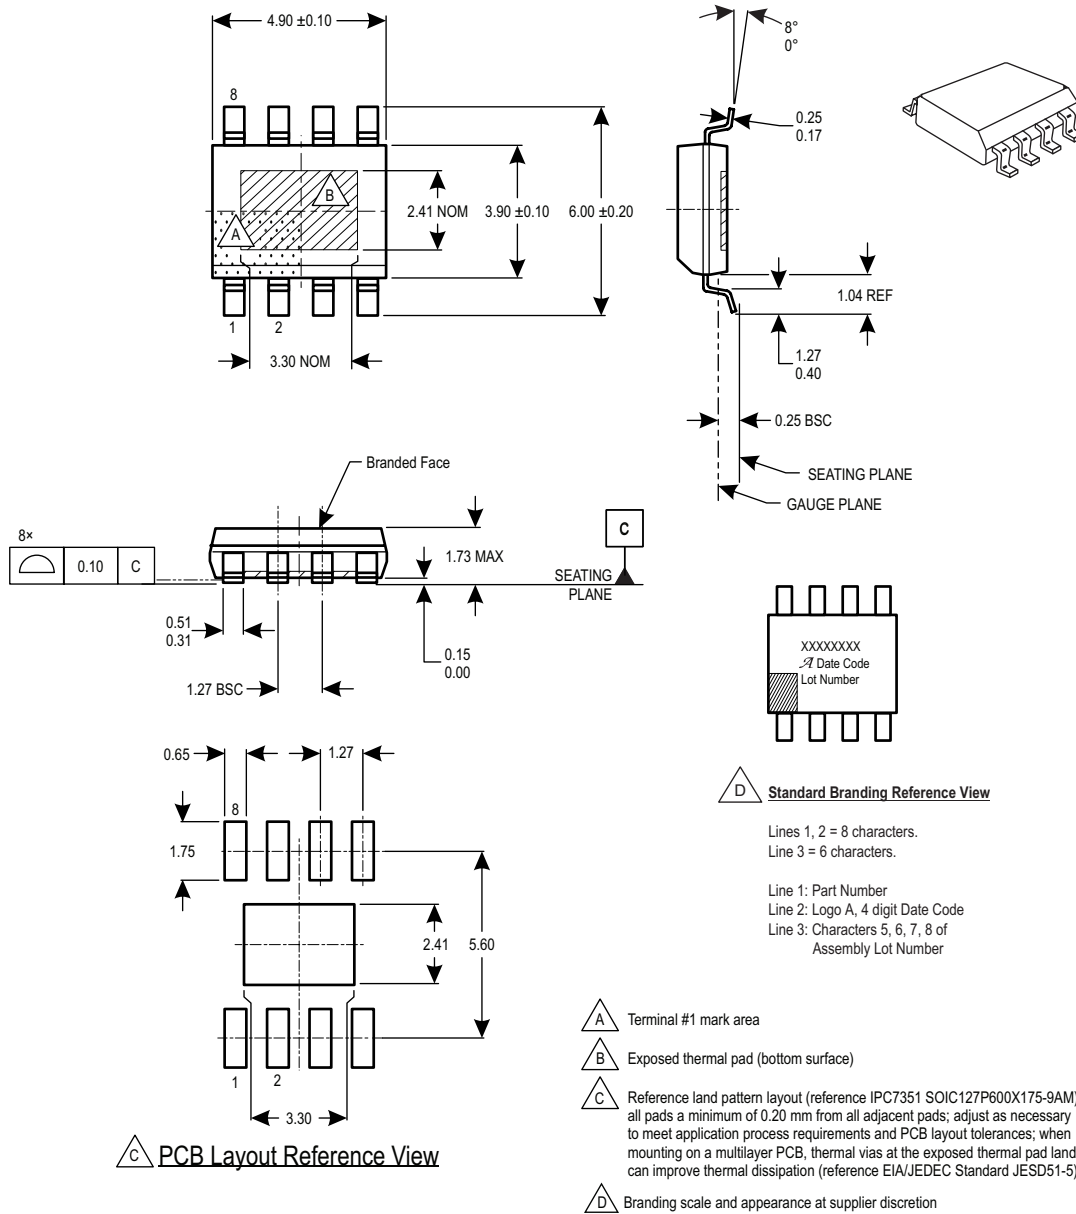 4.90 ±0.10
8°
0°
8
0.25
0.17
B
A
2.41 NOM
3.90 ±0.10
6.00 ±0.20
1.04 REF
1
2
3.30 NOM
1.27
0.40
0.25 BSC
SEATING PLANE
GAUGE PLANE
Branded Face
8×
0.10
C
1.73 MAX
C
SEATING
PLANE
0.51
0.31
0.15
0.00
1.27 BSC
XXXXXXXX
A Date Code
Lot Number
0.65
1.27
8
1.75
2.41
5.60
1
2
3.30
C
PCB Layout Reference View
D
Standard Branding Reference View
Lines 1, 2 = 8 characters.
Line 3 = 6 characters.
Line 1: Part Number
Line 2: Logo A, 4 digit Date Code
Line 3: Characters 5, 6, 7, 8 of
Assembly Lot Number
A
Terminal #1 mark area
B
Exposed thermal pad (bottom surface)
C
Reference land pattern layout (reference IPC7351 SOIC127P600X175-9AM)
all pads a minimum of 0.20 mm from all adjacent pads; adjust as necessary
to meet application process requirements and PCB layout tolerances; when
mounting on a multilayer PCB, thermal vias at the exposed thermal pad land
can improve thermal dissipation (reference EIA/JEDEC Standard JESD51-5)
D
Branding scale and appearance at supplier discretion